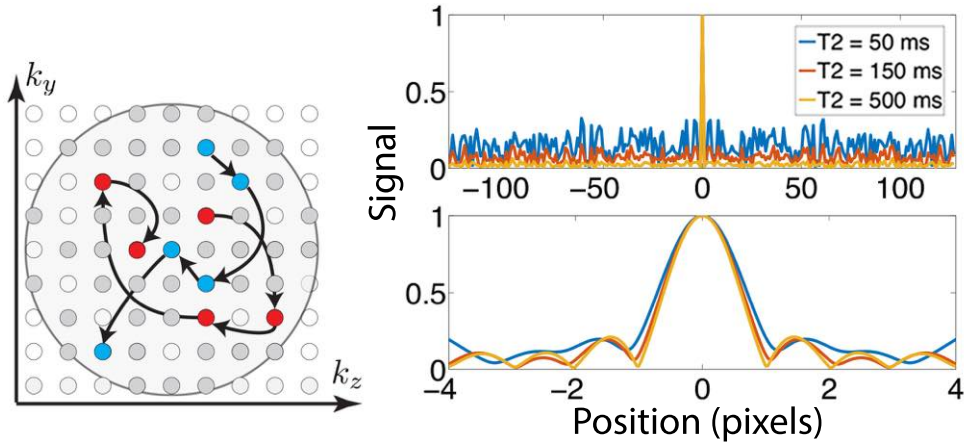 k_y
k_z
Signal
1
0.5
0
T2 = 50 ms
T2 = 150 ms
T2 = 500 ms
−100 −50 0 50 100
1
0.5
0
−4 −2 0 2 4
Position (pixels)